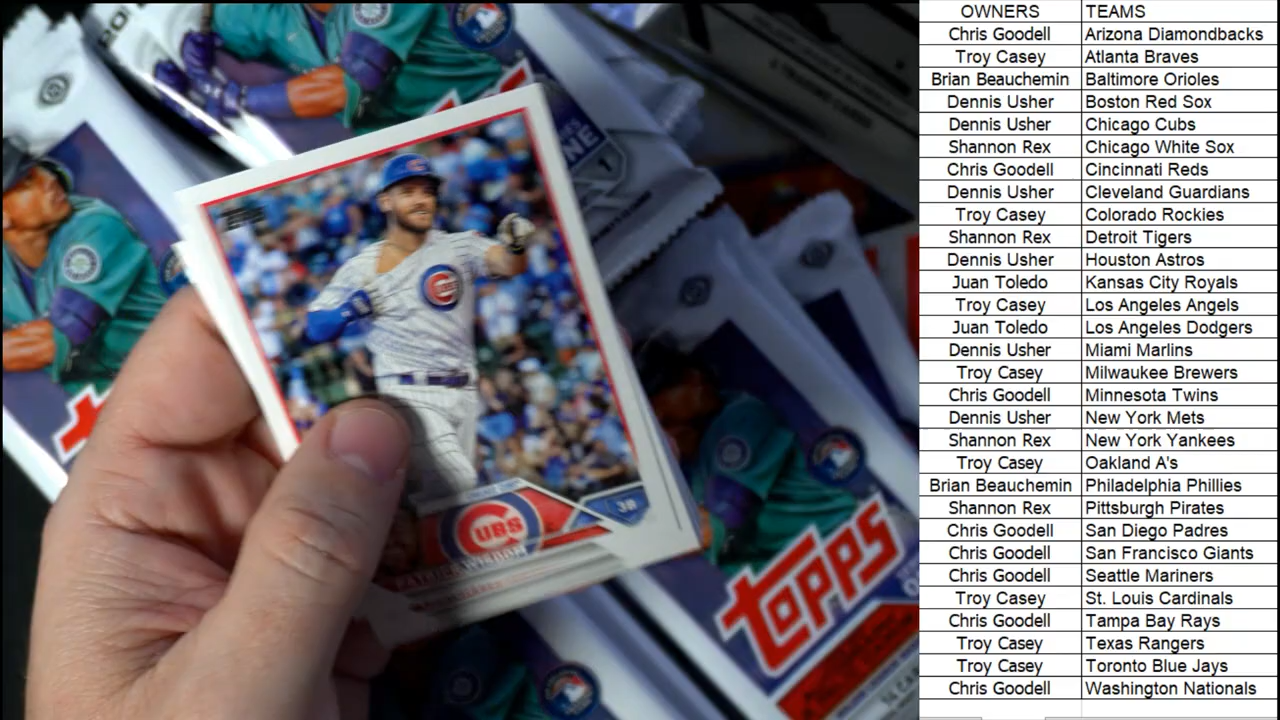 CUBS
3B
TOPPS
1
OWNERS TEAMS
Chris Goodell Arizona Diamondbacks
Troy Casey Atlanta Braves
Brian Beauchemin Baltimore Orioles
Dennis Usher Boston Red Sox
Dennis Usher Chicago Cubs
Shannon Rex Chicago White Sox
Chris Goodell Cincinnati Reds
Dennis Usher Cleveland Guardians
Troy Casey Colorado Rockies
Shannon Rex Detroit Tigers
Dennis Usher Houston Astros
Juan Toledo Kansas City Royals
Troy Casey Los Angeles Angels
Juan Toledo Los Angeles Dodgers
Dennis Usher Miami Marlins
Troy Casey Milwaukee Brewers
Chris Goodell Minnesota Twins
Dennis Usher New York Mets
Shannon Rex New York Yankees
Troy Casey Oakland A's
Brian Beauchemin Philadelphia Phillies
Shannon Rex Pittsburgh Pirates
Chris Goodell San Diego Padres
Chris Goodell San Francisco Giants
Chris Goodell Seattle Mariners
Troy Casey St. Louis Cardinals
Chris Goodell Tampa Bay Rays
Troy Casey Texas Rangers
Troy Casey Toronto Blue Jays
Chris Goodell Washington Nationals